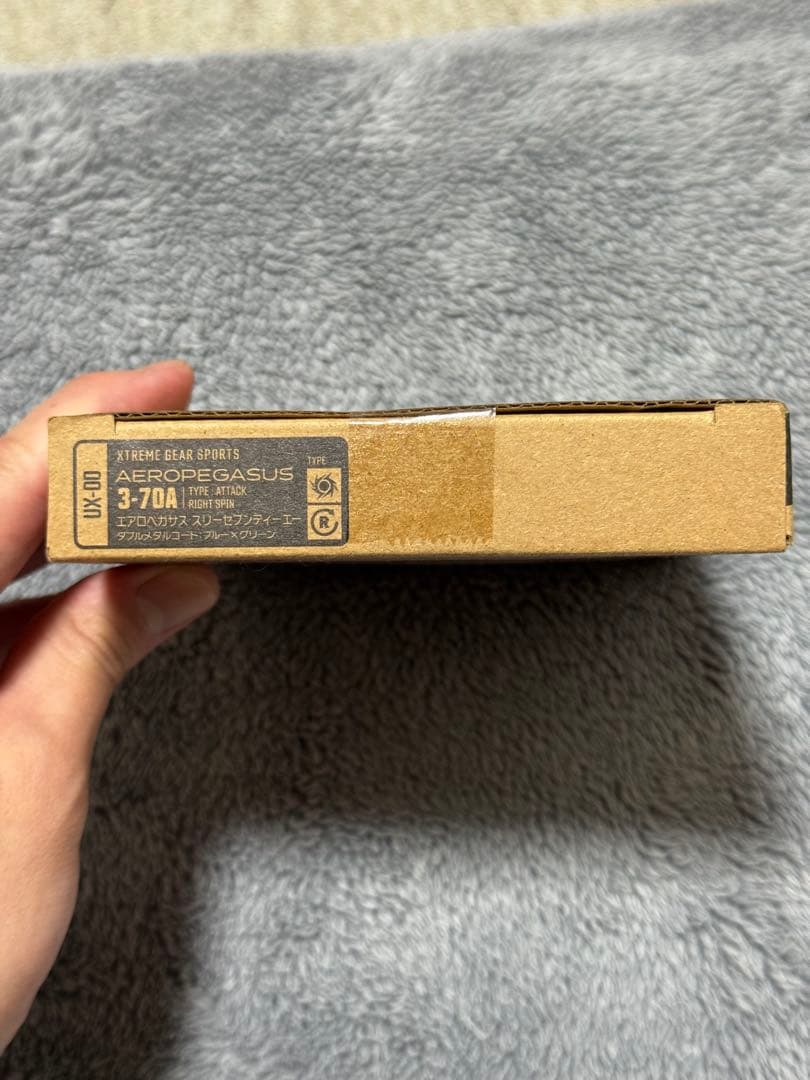 UX-00
XTREME GEAR SPORTS
AEROPEGASUS
3-70A
TYPE : ATTACK
RIGHT SPIN
エアロペガサス スリーセブンティーエー
ダブルメタルコート:ブルー×グリーン
TYPE
R